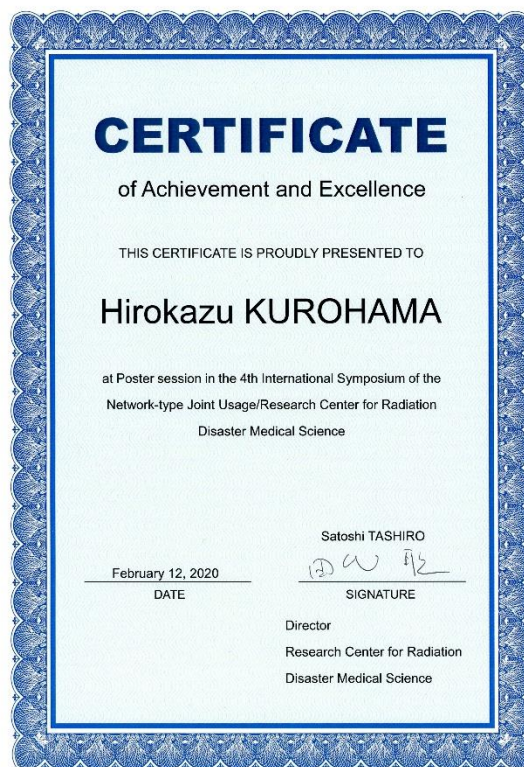 CERTIFICATE
of Achievement and Excellence
THIS CERTIFICATE IS PROUDLY PRESENTED TO
Hirokazu KUROHAMA
at Poster session in the 4th International Symposium of the
Network-type Joint Usage/Research Center for Radiation
Disaster Medical Science
Satoshi TASHIRO
February 12, 2020
DATE
SIGNATURE
Director
Research Center for Radiation
Disaster Medical Science